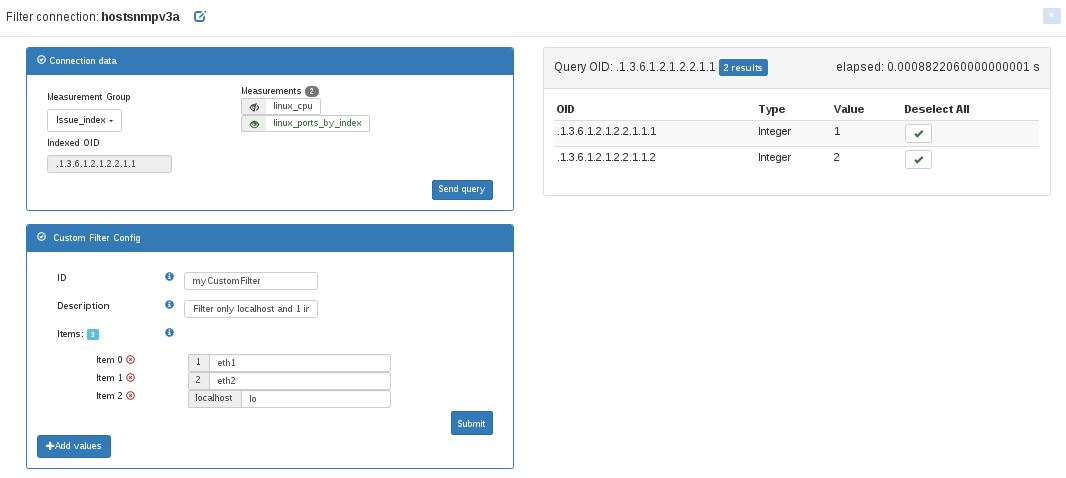 Filter connection: hostsnmpv3a
×
Connection data
Measurement Group
Issue_index
Indexed OID
.1.3.6.1.2.1.2.2.1.1
Measurements 2
linux_cpu
linux_ports_by_index
Send query
Custom Filter Config
ID
myCustomFilter
Description
Filter only localhost and 1 ir
Items: 3
Item 0
1 eth1
Item 1
2 eth2
Item 2
localhost lo
Submit
Add values
Query OID: .1.3.6.1.2.1.2.2.1.1 2 results
elapsed: 0.0008822060000000001 s
OID Type Value Deselect All
.1.3.6.1.2.1.2.2.1.1.1 Integer 1
.1.3.6.1.2.1.2.2.1.1.2 Integer 2